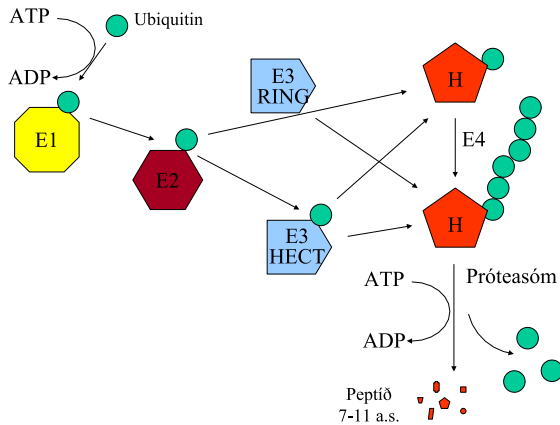 ATP
Ubiquitin
ADP
E1
E2
E3
RING
E3
HECT
H
E4
H
ATP
Próteasóm
ADP
Peptíð
7-11 a.s.